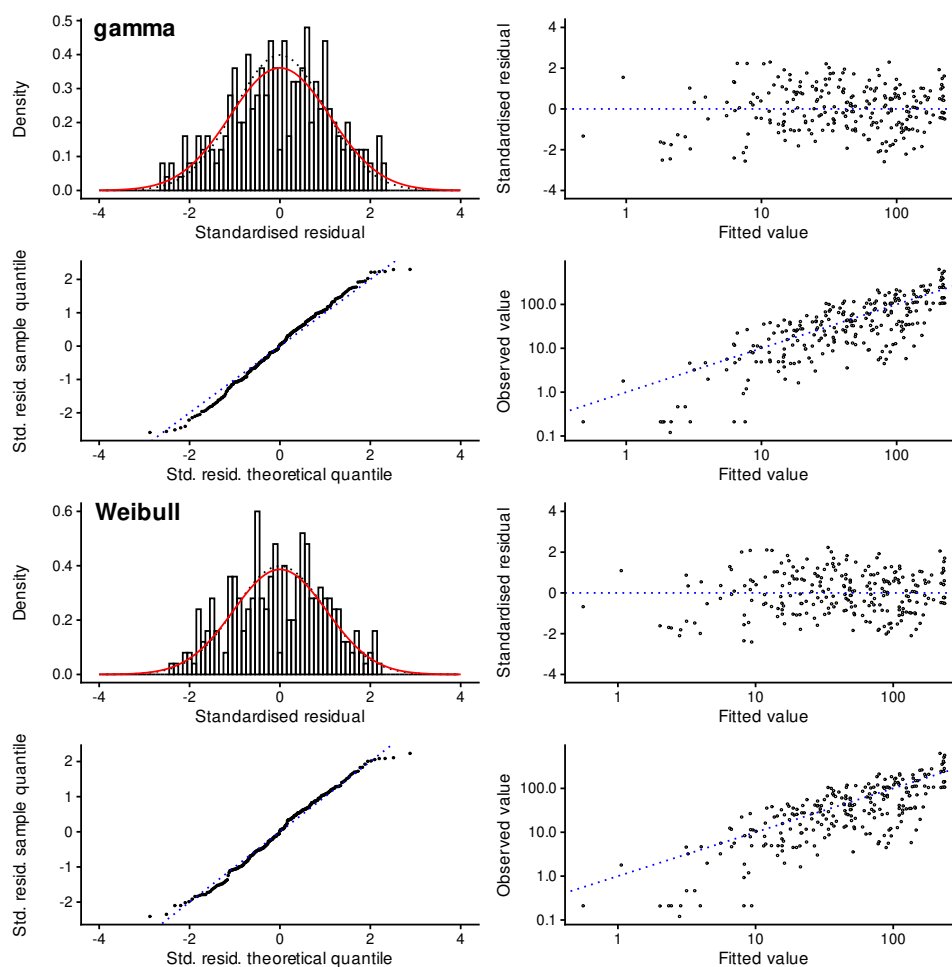 gamma
Density
0.5
0.4
0.3
0.2
0.1
0.0
-4 -2 0 2 4
Standardised residual
Standardised residual
4
2
0
-2
-4
1 10 100
Fitted value
Std. resid. sample quantile
2
1
0
-1
-2
-4 -2 0 2 4
Std. resid. theoretical quantile
Observed value
100.0
10.0
1.0
0.1
1 10 100
Fitted value
Weibull
Density
0.6
0.4
0.2
0.0
-4 -2 0 2 4
Standardised residual
Standardised residual
4
2
0
-2
-4
1 10 100
Fitted value
Std. resid. sample quantile
2
1
0
-1
-2
-4 -2 0 2 4
Std. resid. theoretical quantile
Observed value
100.0
10.0
1.0
0.1
1 10 100
Fitted value